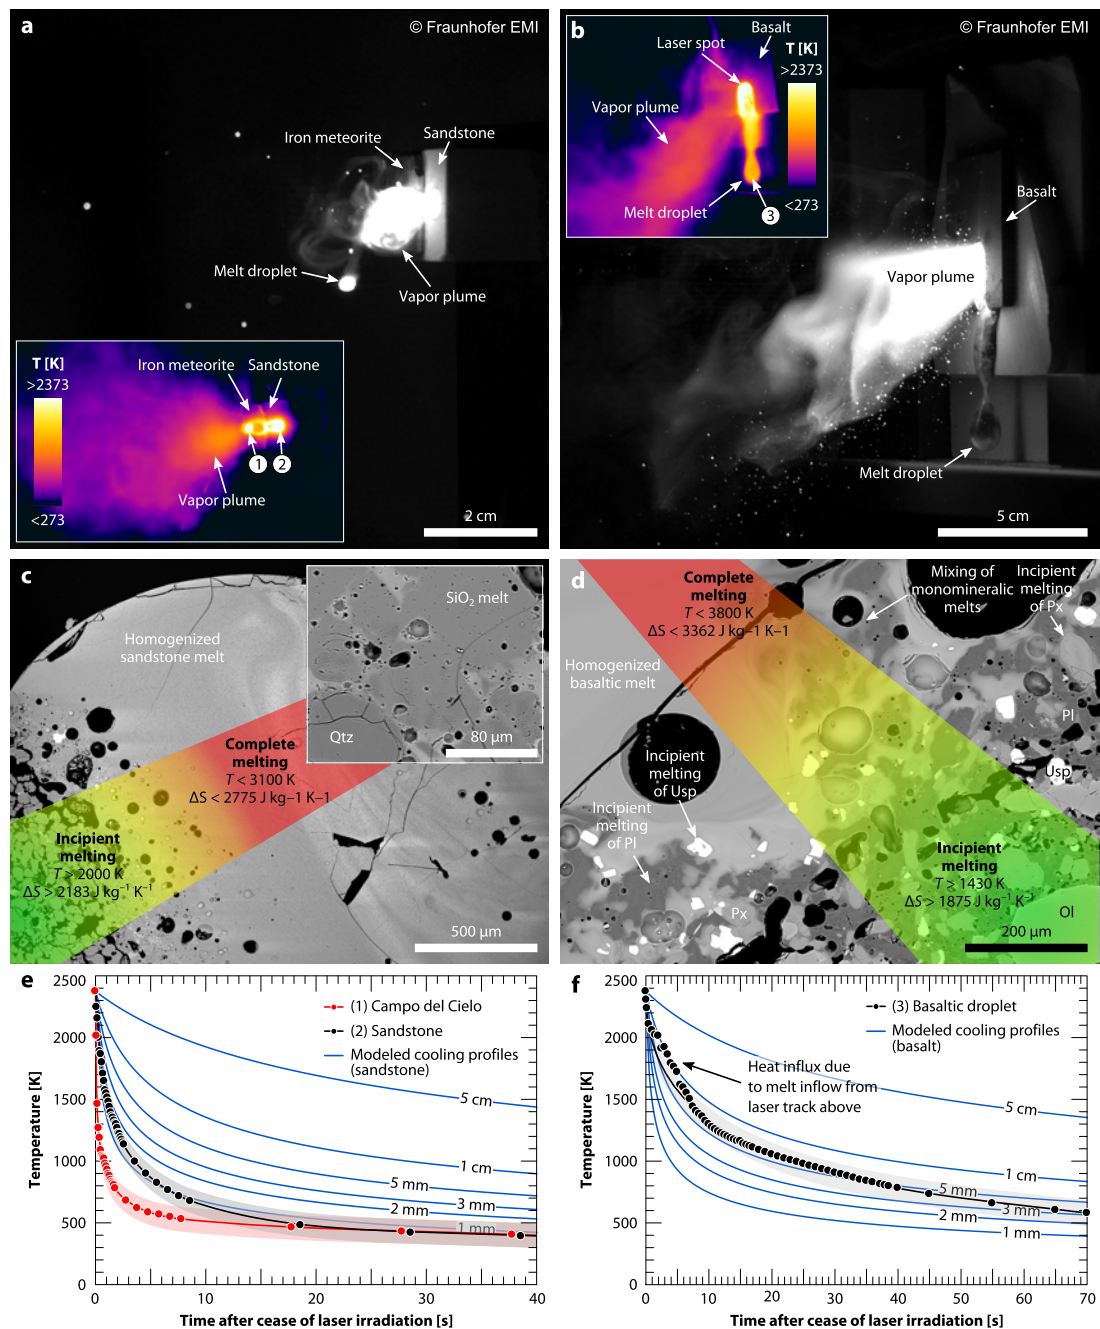 a
© Fraunhofer EMI
Iron meteorite
Sandstone
Melt droplet
Vapor plume
T [K]
>2373
<273
Iron meteorite
Sandstone
1
2
Vapor plume
2 cm
b
© Fraunhofer EMI
Basalt
Laser spot
T [K]
>2373
Vapor plume
<273
Melt droplet
3
Basalt
Vapor plume
Melt droplet
5 cm
c
Homogenized
sandstone melt
SiO₂ melt
Qtz
80 µm
Complete
melting
T < 3100 K
ΔS < 2775 J kg–1 K–1
Incipient
melting
T > 2000 K
ΔS > 2183 J kg⁻¹ K⁻¹
500 µm
d
Complete
melting
T < 3800 K
ΔS < 3362 J kg–1 K–1
Mixing of
monomineralic
melts
Incipient
melting
of Px
Homogenized
basaltic melt
Pl
Usp
Incipient
melting
of Usp
Incipient
melting
of Pl
Px
Incipient
melting
T > 1430 K
ΔS > 1875 J kg⁻¹ K⁻¹
Ol
200 µm
e
2500
2000
1500
1000
500
0
Temperature [K]
(1) Campo del Cielo
(2) Sandstone
Modeled cooling profiles
(sandstone)
5 cm
1 cm
5 mm
3 mm
2 mm
1 mm
0 10 20 30 40
Time after cease of laser irradiation [s]
f
2500
2000
1500
1000
500
0
Temperature [K]
(3) Basaltic droplet
Modeled cooling profiles
(basalt)
Heat influx due
to melt inflow from
laser track above
5 cm
1 cm
5 mm
3 mm
2 mm
1 mm
0 10 20 30 40 50 60 70
Time after cease of laser irradiation [s]